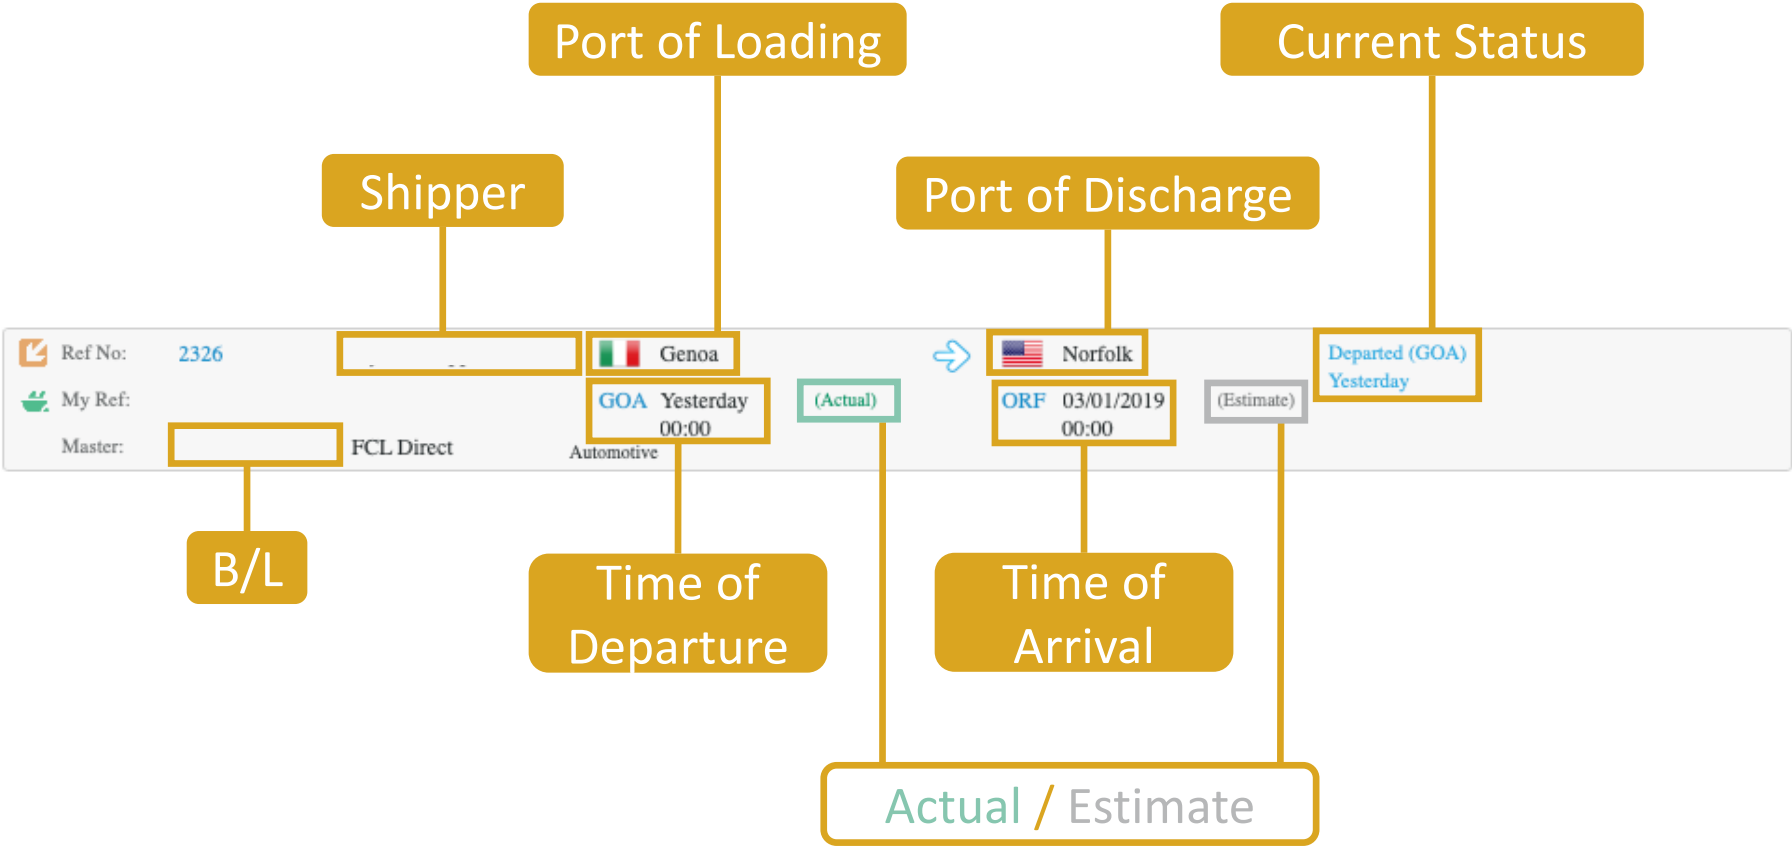 Port of Loading
Current Status
Shipper
Port of Discharge
Ref No: 2326 Genoa Norfolk Departed (GOA)
Yesterday
My Ref: GOA Yesterday (Actual) ORF 03/01/2019 (Estimate)
00:00 00:00
Master: FCL Direct Automotive
B/L
Time of
Departure
Time of
Arrival
Actual / Estimate